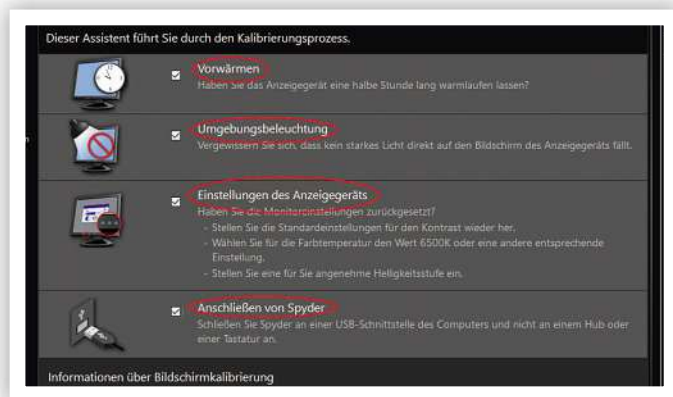 Dieser Assistent führt Sie durch den Kalibrierungsprozess.
Vorwärmen
Haben Sie das Anzeigegerät eine halbe Stunde lang warmlaufen lassen?
Umgebungsbeleuchtung
Vergewissern Sie sich, dass kein starkes Licht direkt auf den Bildschirm des Anzeigegeräts fällt.
Einstellungen des Anzeigegeräts
Haben Sie die Monitoreinstellungen zurückgesetzt?
- Stellen Sie die Standardeinstellungen für den Kontrast wieder her.
- Wählen Sie für die Farbtemperatur den Wert 6500K oder eine andere entsprechende
Einstellung.
- Stellen Sie eine für Sie angenehme Helligkeitsstufe ein.
Anschließen von Spyder
Schließen Sie Spyder an einer USB-Schnittstelle des Computers und nicht an einem Hub oder
einer Tastatur an.
Informationen über Bildschirmkalibrierung